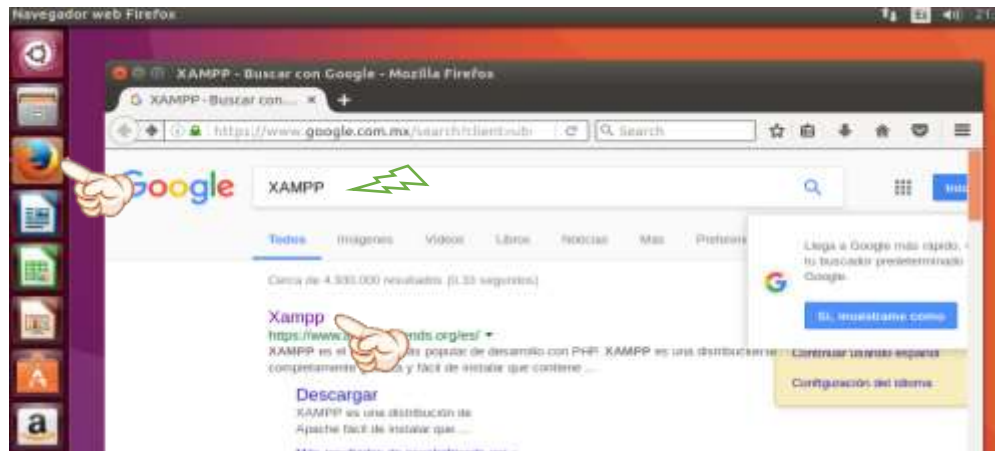 Navegador web Firefox
XAMPP - Buscar con Google - Mozilla Firefox
XAMPP - Buscar con...
https://www.google.com.mx/search?client=ub
Search
Google
XAMPP
Todos Imágenes Vídeos Libros Noticias Más
Cerca de 4.930.000 resultados (0.33 segundos)
Llega a Google más rápido.
tu buscador predeterminado
Google.
Sí, muéstrame cómo
Xampp
https://www. nds.org/es/
XAMPP es el popular de desarrollo con PHP. XAMPP es una distribución
completamente y fácil de instalar que contiene ...
Continuar usando español
Configuración del idioma
Descargar
XAMPP es una distribución de
Apache fácil de instalar que ...